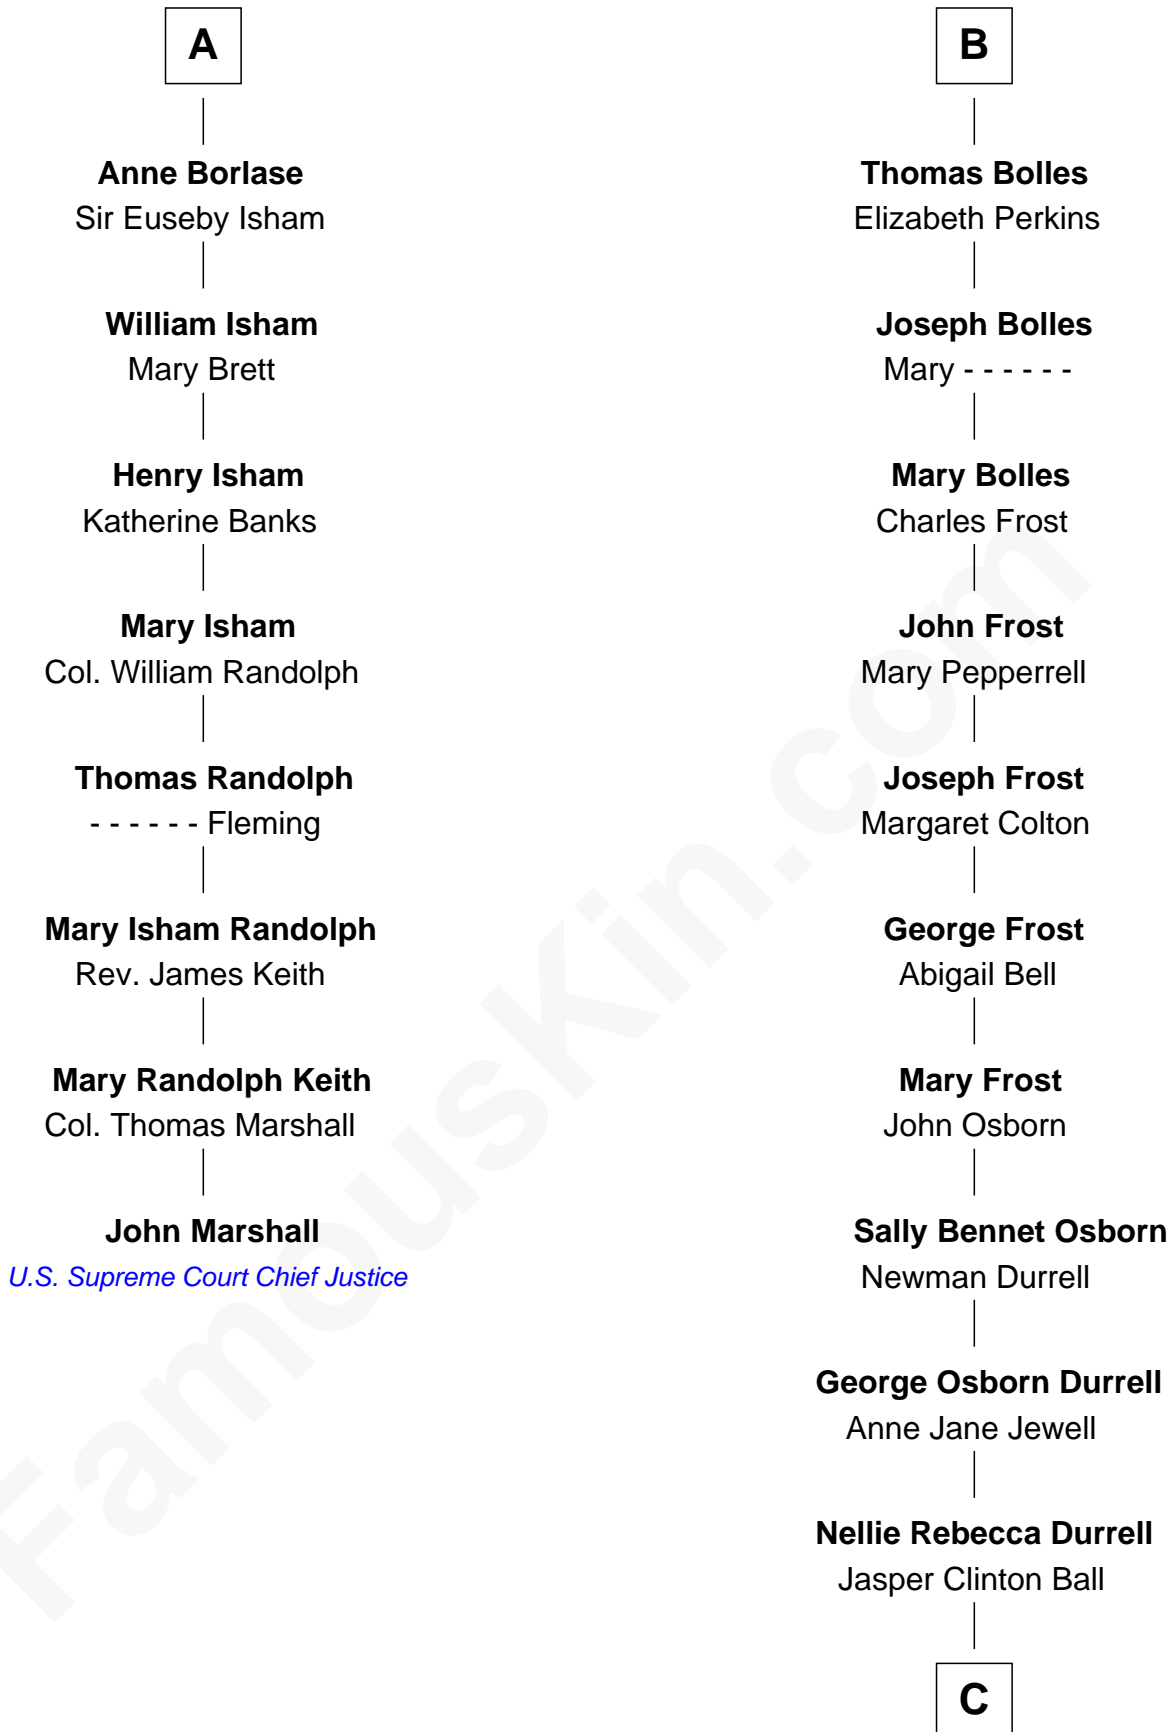 A
Anne Borlase
Sir Euseby Isham
William Isham
Mary Brett
Henry Isham
Katherine Banks
Mary Isham
Col. William Randolph
Thomas Randolph
- - - - - - Fleming
Mary Isham Randolph
Rev. James Keith
Mary Randolph Keith
Col. Thomas Marshall
John Marshall
U.S. Supreme Court Chief Justice
B
Thomas Bolles
Elizabeth Perkins
Joseph Bolles
Mary - - - - - -
Mary Bolles
Charles Frost
John Frost
Mary Pepperrell
Joseph Frost
Margaret Colton
George Frost
Abigail Bell
Mary Frost
John Osborn
Sally Bennet Osborn
Newman Durrell
George Osborn Durrell
Anne Jane Jewell
Nellie Rebecca Durrell
Jasper Clinton Ball
C
FamousKin.com